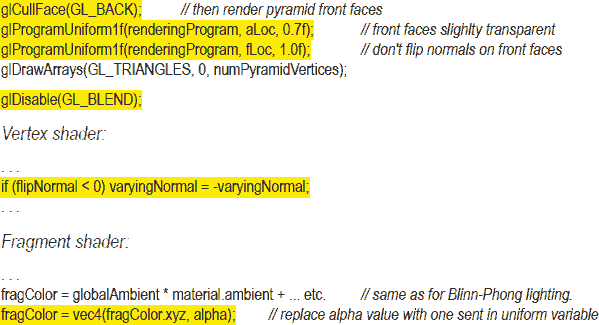 glCullFace(GL_BACK); // then render pyramid front faces
glProgramUniform1f(renderingProgram, aLoc, 0.7f); // front faces slighlty transparent
glProgramUniform1f(renderingProgram, fLoc, 1.0f); // don't flip normals on front faces
glDrawArrays(GL_TRIANGLES, 0, numPyramidVertices);
glDisable(GL_BLEND);
Vertex shader:
. . .
if (flipNormal < 0) varyingNormal = -varyingNormal;
. . .
Fragment shader:
. . .
fragColor = globalAmbient * material.ambient + ... etc. // same as for Blinn-Phong lighting.
fragColor = vec4(fragColor.xyz, alpha); // replace alpha value with one sent in uniform variable